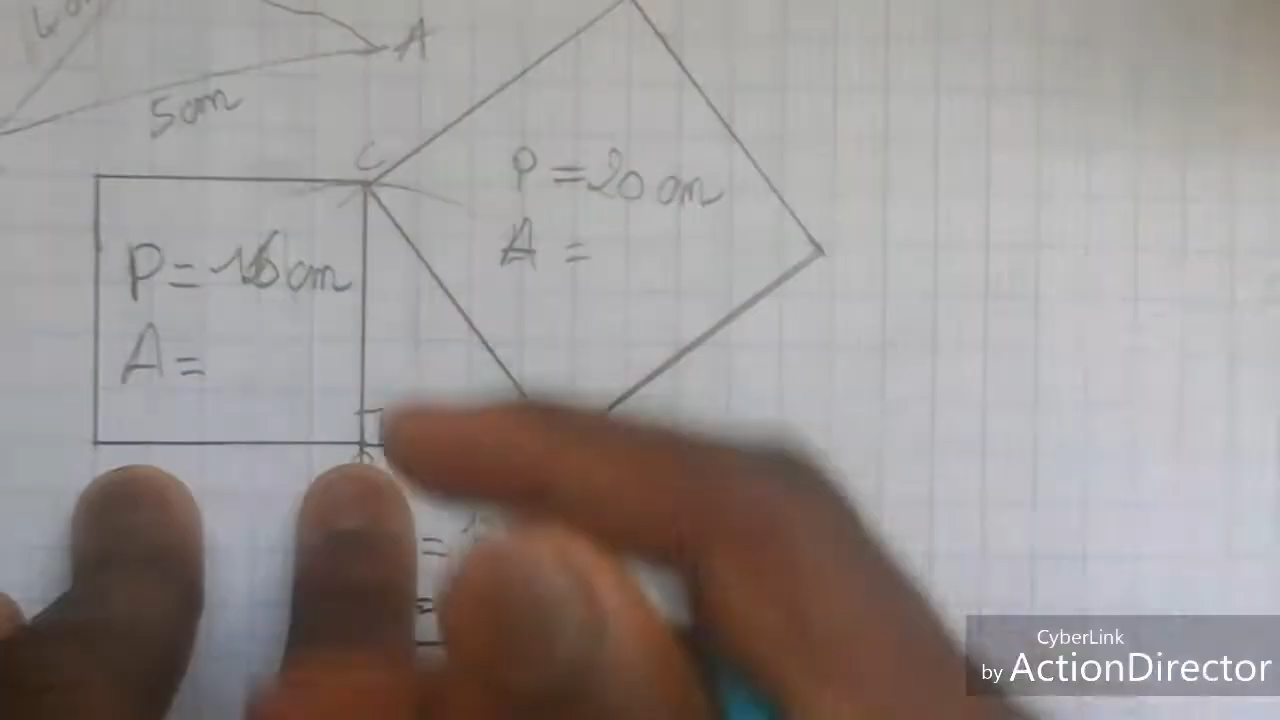 A
5cm
C
P = 20 cm
A =
P = 16 cm
A =
=
=
CyberLink
by ActionDirector